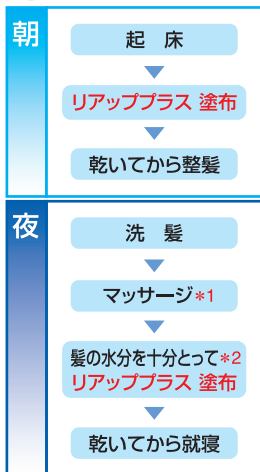 朝
起 床
リアッププラス 塗布
乾いてから整髪
夜
洗 髪
マッサージ*1
髪の水分を十分とって*2
リアッププラス 塗布
乾いてから就寝